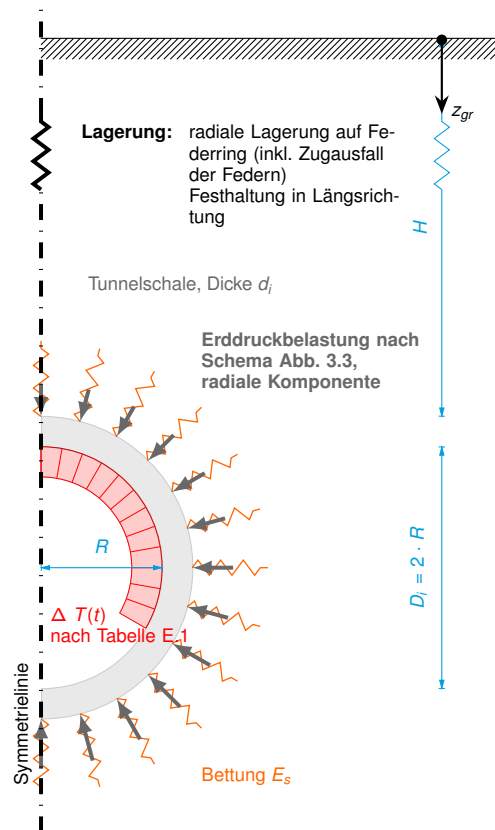 z_gr
Lagerung: radiale Lagerung auf Fe-
derring (inkl. Zugausfall
der Federn)
Festhaltung in Längsrich-
tung
H
Tunnelschale, Dicke d_i
Erddruckbelastung nach
Schema Abb. 3.3,
radiale Komponente
R
D_i = 2 · R
Δ T(t)
nach Tabelle E.1
Symmetrielinie
Bettung E_s